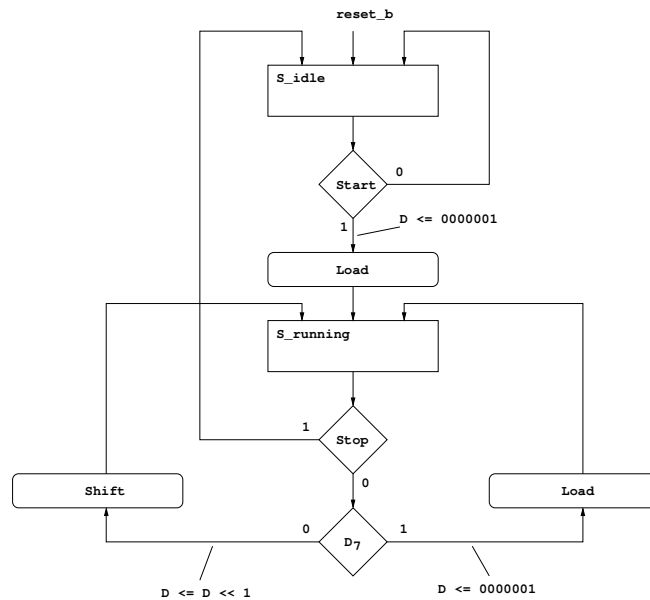 reset_b
S_idle
0
Start
D <= 0000001
1
Load
S_running
1
Stop
Shift
0
Load
0
1
D7
D <= D << 1
D <= 0000001